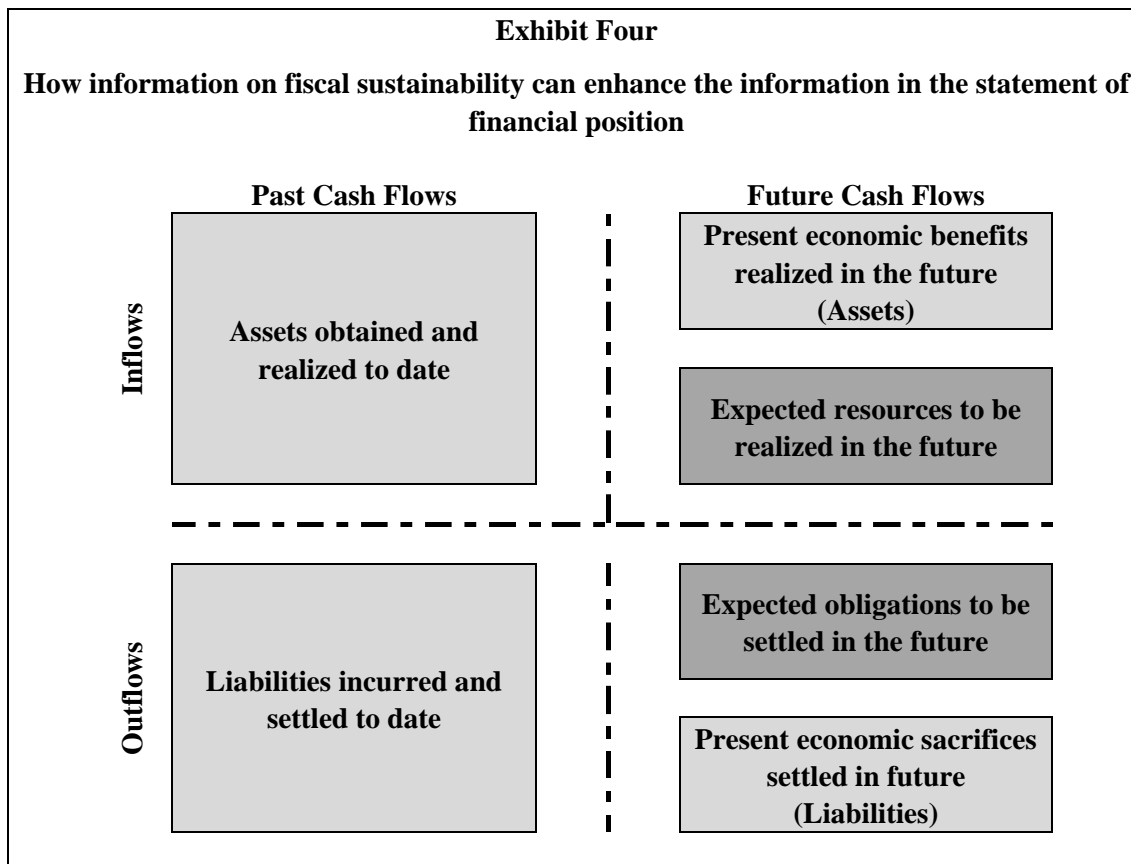 Exhibit Four
How information on fiscal sustainability can enhance the information in the statement of
financial position
Past Cash Flows
Future Cash Flows
Inflows
Assets obtained and
realized to date
Present economic benefits
realized in the future
(Assets)
Expected resources to be
realized in the future
Outflows
Liabilities incurred and
settled to date
Expected obligations to be
settled in the future
Present economic sacrifices
settled in future
(Liabilities)